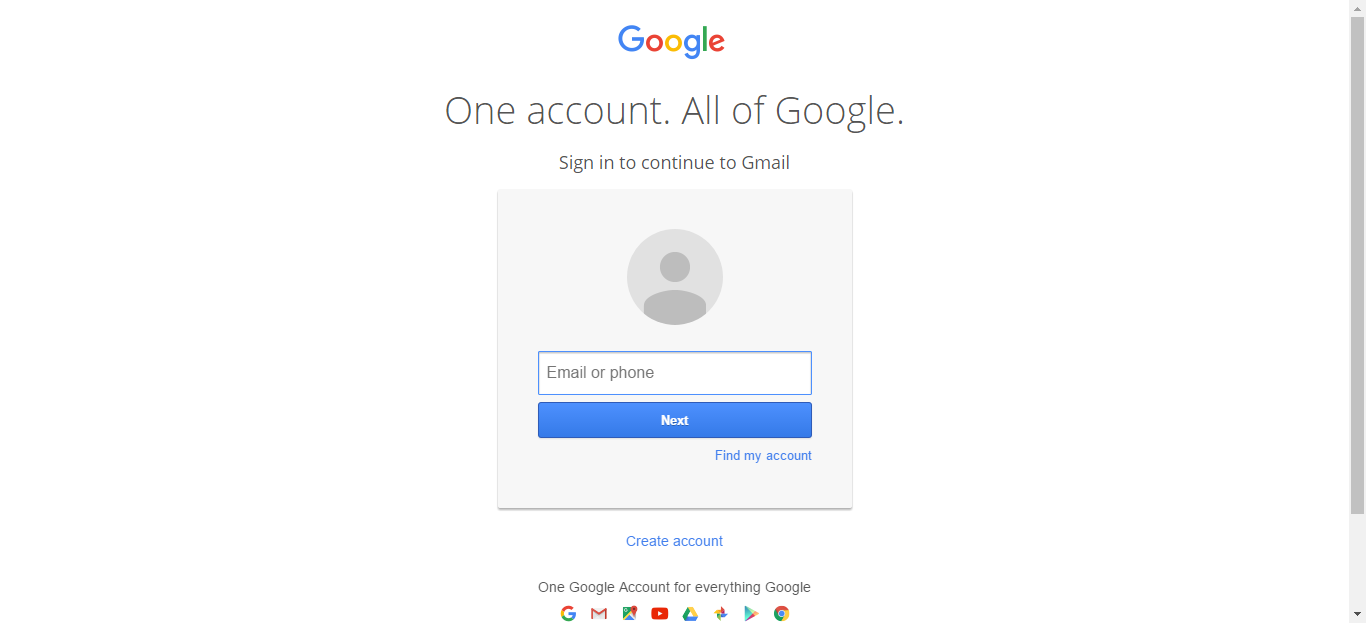 Google
One account. All of Google.
Sign in to continue to Gmail
Email or phone
Next
Find my account
Create account
One Google Account for everything Google